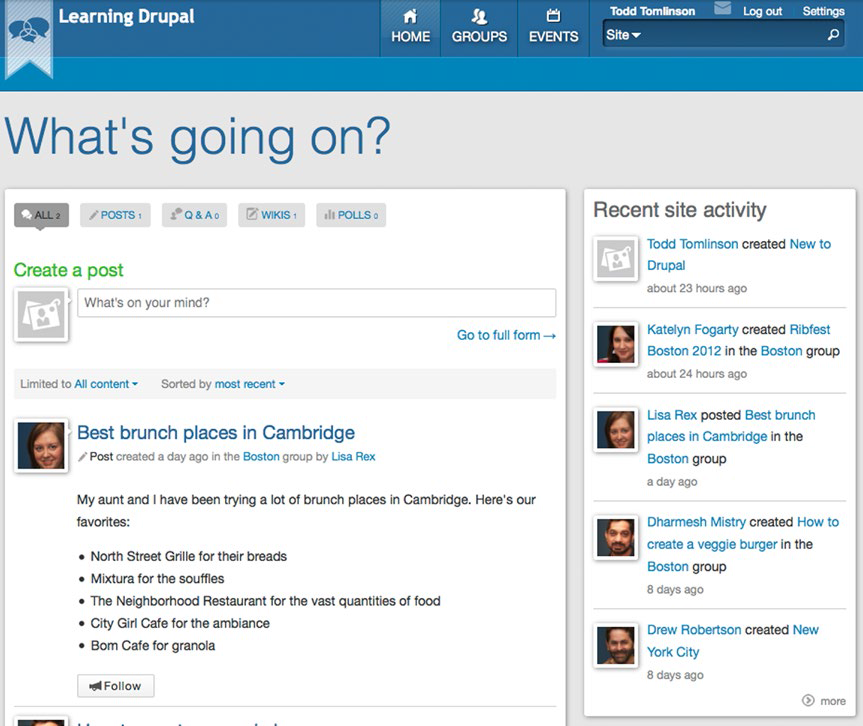 Learning Drupal
HOME
GROUPS
EVENTS
Todd Tomlinson
Log out
Settings
Site
What's going on?
ALL 2
POSTS 1
Q & A 0
WIKIS 1
POLLS 0
Create a post
What's on your mind?
Go to full form →
Limited to All content
Sorted by most recent
Best brunch places in Cambridge
Post created a day ago in the Boston group by Lisa Rex
My aunt and I have been trying a lot of brunch places in Cambridge. Here's our
favorites:
• North Street Grille for their breads
• Mixtura for the souffles
• The Neighborhood Restaurant for the vast quantities of food
• City Girl Cafe for the ambiance
• Bom Cafe for granola
Follow
Recent site activity
Todd Tomlinson created New to
Drupal
about 23 hours ago
Katelyn Fogarty created Ribfest
Boston 2012 in the Boston group
about 24 hours ago
Lisa Rex posted Best brunch
places in Cambridge in the
Boston group
a day ago
Dharmesh Mistry created How to
create a veggie burger in the
Boston group
8 days ago
Drew Robertson created New
York City
8 days ago
more